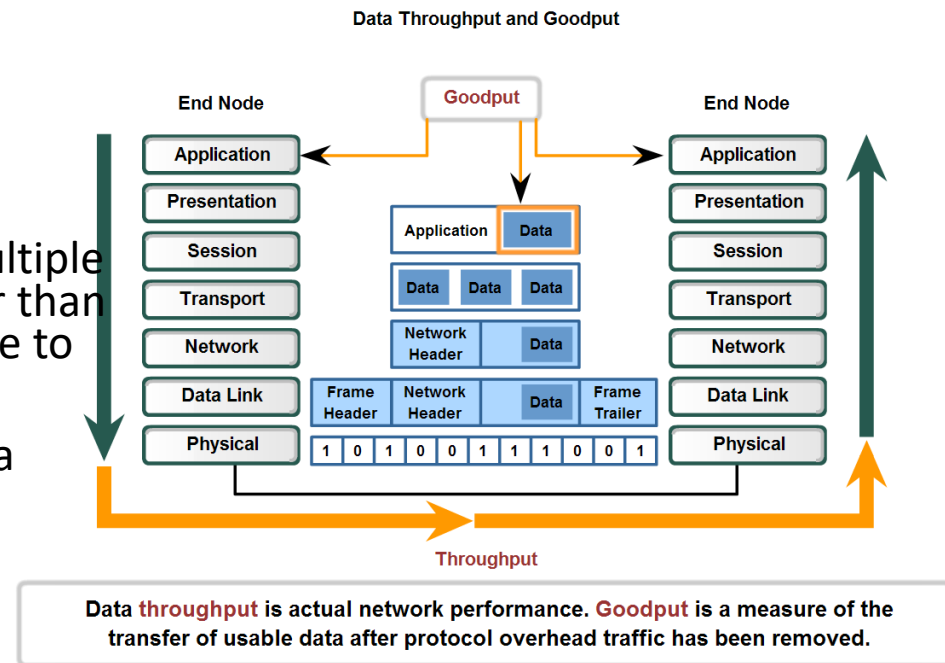 Data Throughput and Goodput
Goodput
End Node
End Node
Application
Presentation
Session
Transport
Network
Data Link
Physical
Application Data
Data Data Data
Network Header Data
Frame Header Network Header Data Frame Trailer
1 0 1 0 0 1 1 1 0 0 1
Application
Presentation
Session
Transport
Network
Data Link
Physical
than
e to
a
Throughput
Data throughput is actual network performance. Goodput is a measure of the
transfer of usable data after protocol overhead traffic has been removed.